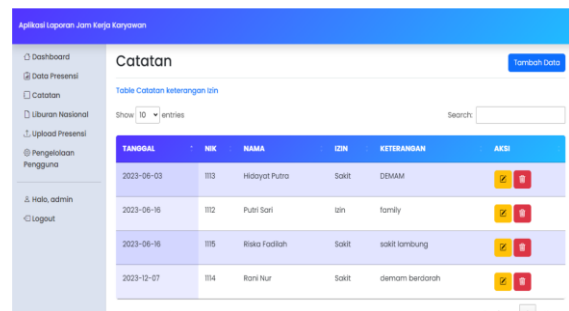 Aplikasi Laporan Jam Kerja Karyawan
Dashboard
Data Presensi
Catatan
Liburan Nasional
Upload Presensi
Pengelolaan
Pengguna
Halo, admin
Logout
Catatan
Tambah Data
Table Catatan keterangan Izin
Show 10 entries
Search:
TANGGAL NIK NAMA IZIN KETERANGAN AKSI
2023-06-03 1113 Hidayat Putra Sakit DEMAM
2023-06-16 1112 Putri Sari Izin family
2023-06-16 1115 Riska Fadilah Sakit sakit lambung
2023-12-07 1114 Rani Nur Sakit demam berdarah